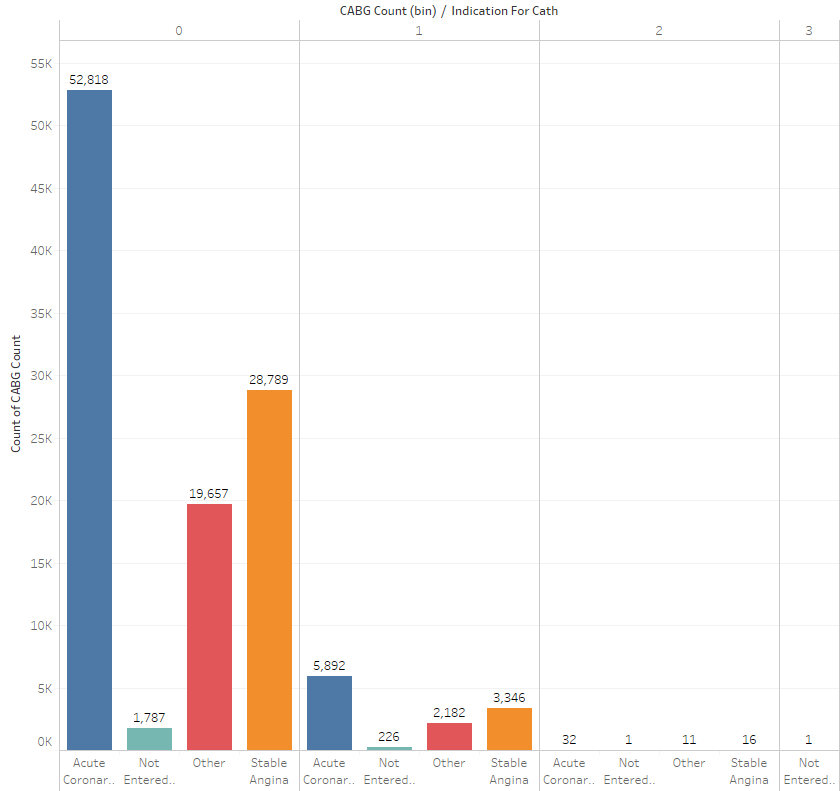 CABG Count (bin) / Indication For Cath
0 1 2 3
55K
52,818
50K
45K
40K
35K
Count of CABG Count
30K
28,789
25K
20K
19,657
15K
10K
5,892
5K
3,346
2,182
1,787
226
0K
32 1 11 16 1
Acute Not Other Stable Acute Not Other Stable Acute Not Other Stable Not
Coronar.. Entered.. Angina Coronar.. Entered.. Angina Coronar.. Entered.. Angina Entered..